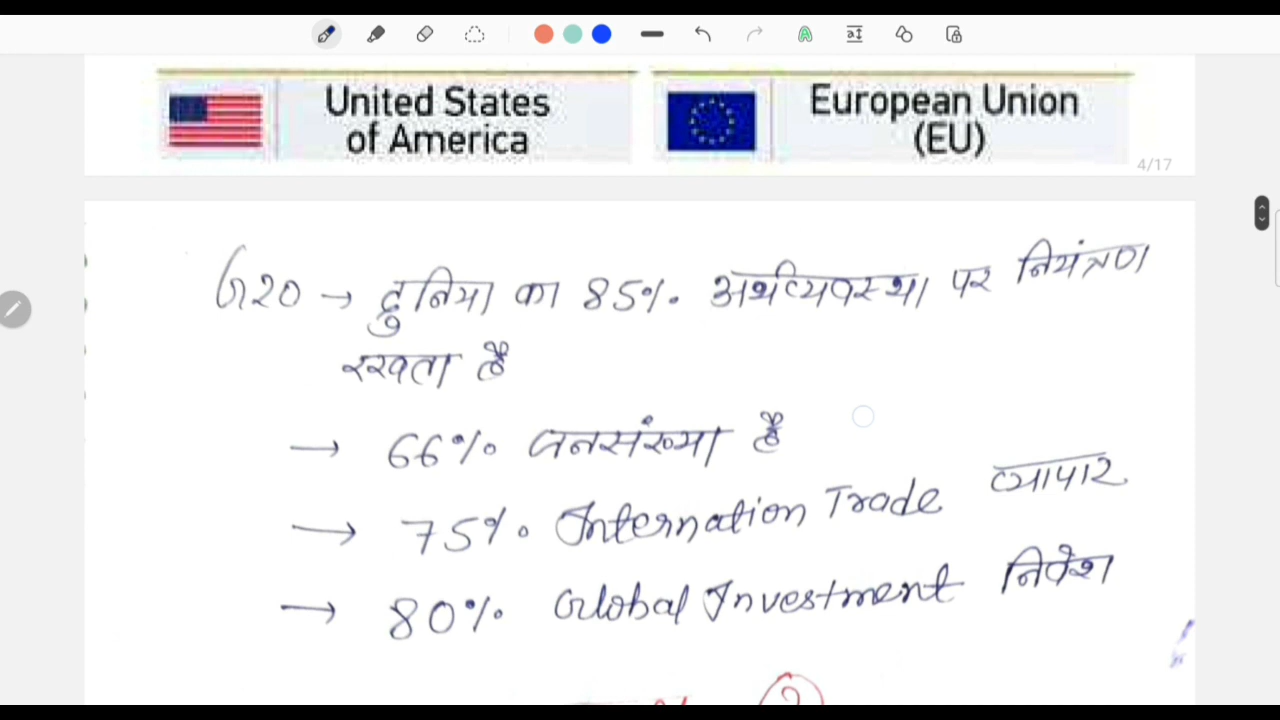 United States
of America
European Union
(EU)
4/17
G20 → दुनिया का 85% अर्थव्यवस्था पर नियंत्रण
रखता है
→ 66% जनसंख्या है
→ 75% Internation Trade व्यापार
→ 80% Global Investment निवेश